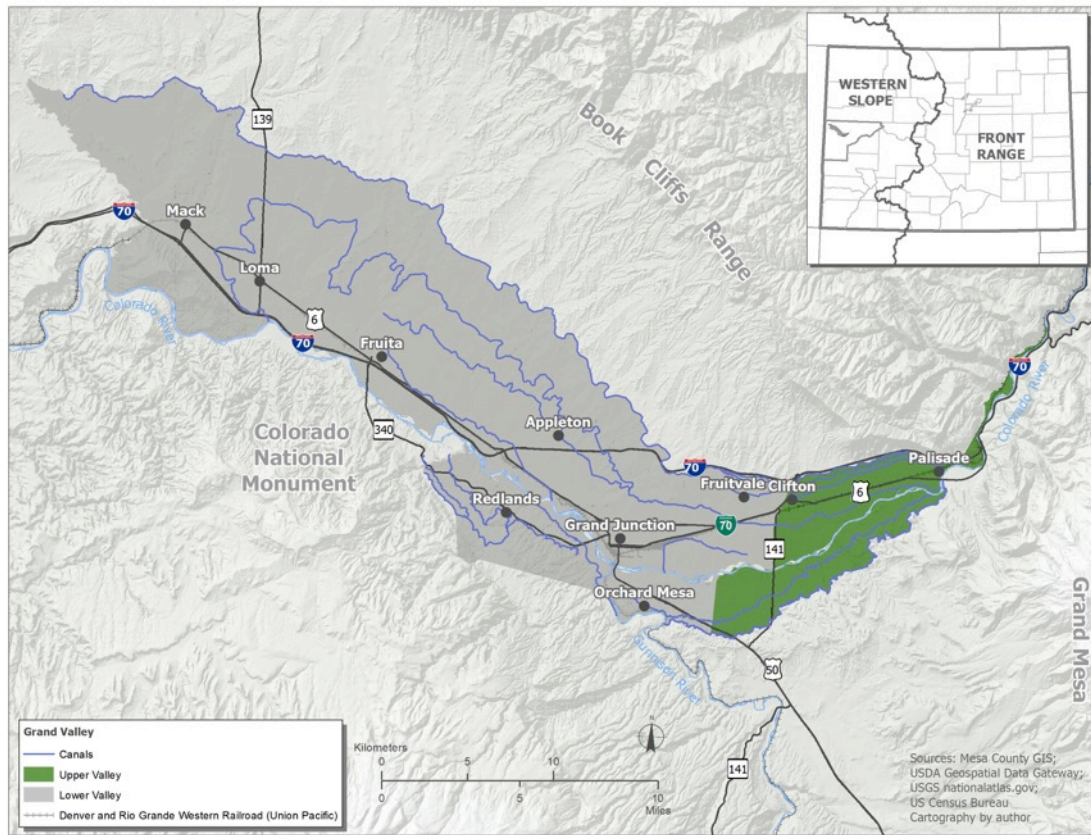 WESTERN
SLOPE
FRONT
RANGE
Book Cliffs Range
139
70
Mack
Loma
6
Colorado River
70
Fruita
70
Colorado River
340
Appleton
Colorado
National
Monument
70
Palisade
Fruitvale
Clifton
6
Redlands
70
Grand Junction
141
Orchard Mesa
Grand Mesa
Gunnison River
50
141
Grand Valley
Canals
Upper Valley
Lower Valley
Denver and Rio Grande Western Railroad (Union Pacific)
N
Kilometers
0 5 10
0 5 10
Miles
Sources: Mesa County GIS;
USDA Geospatial Data Gateway;
USGS nationalatlas.gov;
US Census Bureau
Cartography by author